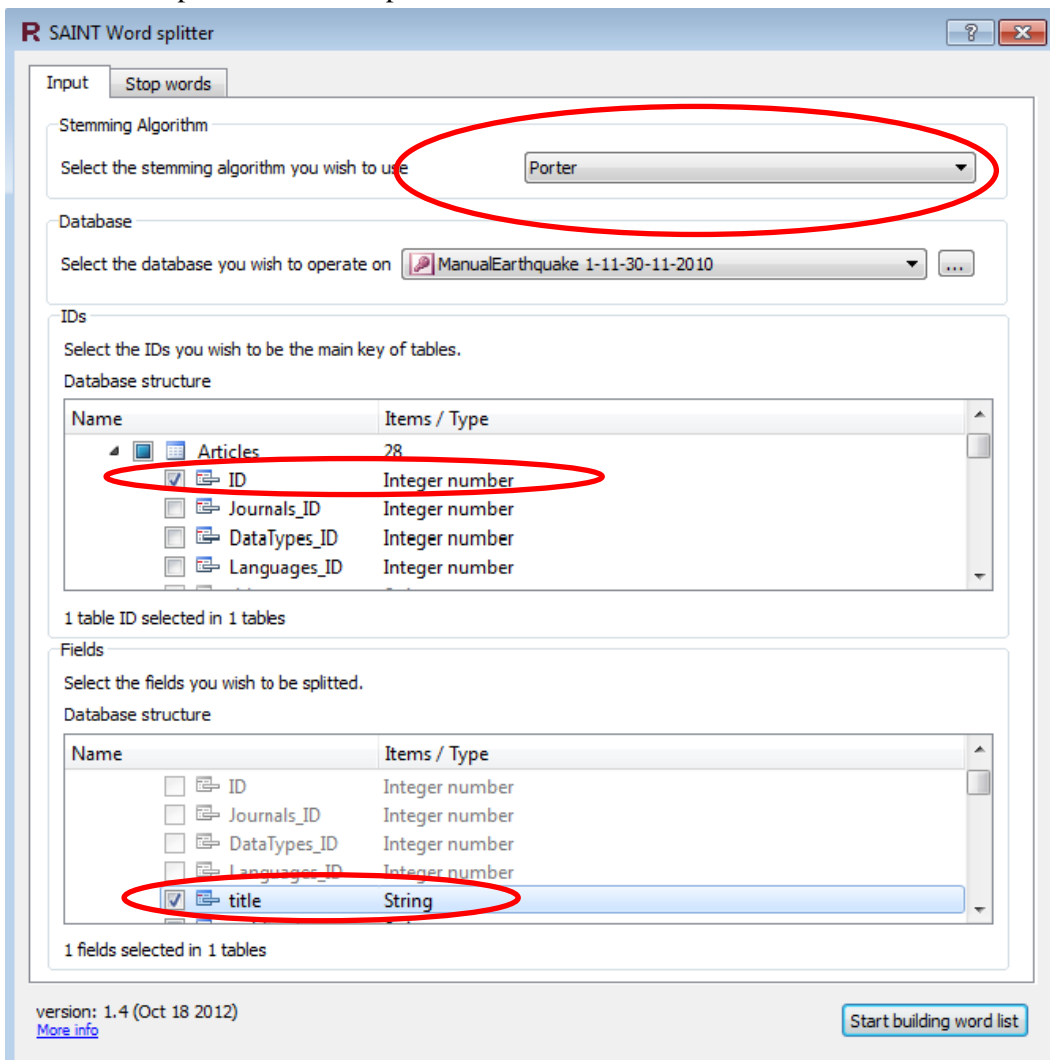 R SAINT Word splitter
Input Stop words
Stemming Algorithm
Select the stemming algorithm you wish to use Porter
Database
Select the database you wish to operate on ManualEarthquake 1-11-30-11-2010 ...
IDs
Select the IDs you wish to be the main key of tables.
Database structure
Name Items / Type
Articles 28
ID Integer number
Journals_ID Integer number
DataTypes_ID Integer number
Languages_ID Integer number
1 table ID selected in 1 tables
Fields
Select the fields you wish to be splitted.
Database structure
Name Items / Type
ID Integer number
Journals_ID Integer number
DataTypes_ID Integer number
Languages_ID Integer number
title String
1 fields selected in 1 tables
version: 1.4 (Oct 18 2012)
More info Start building word list